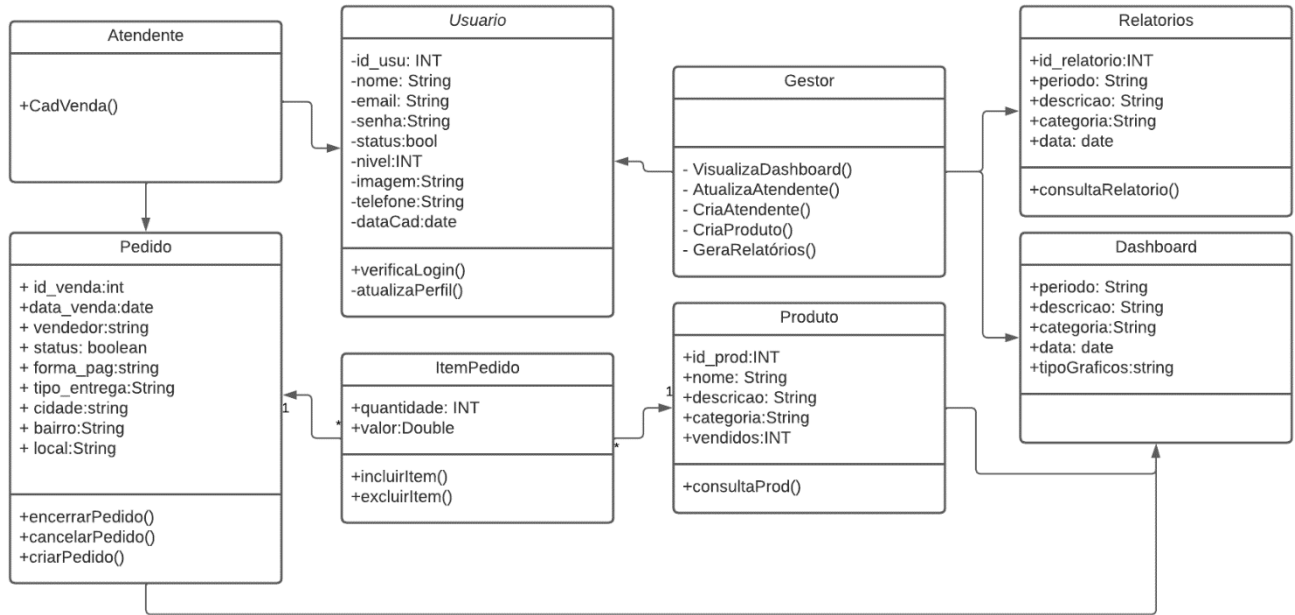 Atendente
+CadVenda()
Usuario
-id_usu: INT
-nome: String
-email: String
-senha:String
-status:bool
-nivel:INT
-imagem:String
-telefone:String
-dataCad:date
+verificaLogin()
-atualizaPerfil()
Gestor
- VisualizaDashboard()
- AtualizaAtendente()
- CriaAtendente()
- CriaProduto()
- GeraRelatórios()
Relatorios
+id_relatorio:INT
+periodo: String
+descricao: String
+categoria:String
+data: date
+consultaRelatorio()
Pedido
+ id_venda:int
+data_venda:date
+ vendedor:string
+ status: boolean
+ forma_pag:string
+ tipo_entrega:String
+ cidade:string
+ bairro:String
+ local:String
+encerrarPedido()
+cancelarPedido()
+criarPedido()
1
*
ItemPedido
+quantidade: INT
+valor:Double
+incluirItem()
+excluirItem()
*
1
Produto
+id_prod:INT
+nome: String
+descricao: String
+categoria:String
+vendidos:INT
+consultaProd()
Dashboard
+periodo: String
+descricao: String
+categoria:String
+data: date
+tipoGraficos:string